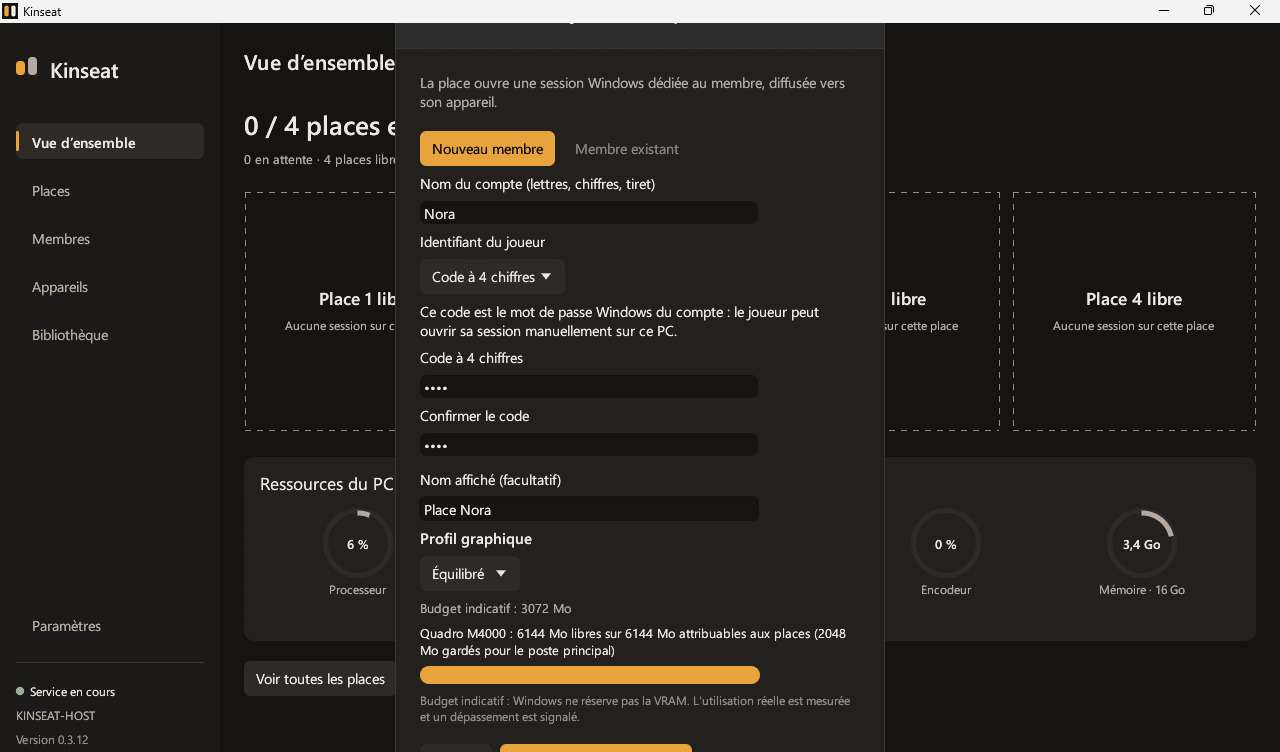 Kinseat
Kinseat
Vue d'ensemble
Places
Membres
Appareils
Bibliothèque
Paramètres
Service en cours
KINSEAT-HOST
Version 0.3.12
Vue d'ensemble
0 / 4 places
0 en attente · 4 places
Place 1
Aucune session sur
libre
cette place
Place 4 libre
Aucune session sur cette place
Ressources du PC
6 %
Processeur
0 %
Encodeur
3,4 Go
Mémoire · 16 Go
Voir toutes les places
La place ouvre une session Windows dédiée au membre, diffusée vers
son appareil.
Nouveau membre
Membre existant
Nom du compte (lettres, chiffres, tiret)
Nora
Identifiant du joueur
Code à 4 chiffres
Ce code est le mot de passe Windows du compte : le joueur peut
ouvrir sa session manuellement sur ce PC.
Code à 4 chiffres
••••
Confirmer le code
••••
Nom affiché (facultatif)
Place Nora
Profil graphique
Équilibré
Budget indicatif : 3072 Mo
Quadro M4000 : 6144 Mo libres sur 6144 Mo attribuables aux places (2048
Mo gardés pour le poste principal)
Budget indicatif : Windows ne réserve pas la VRAM. L'utilisation réelle est mesurée
et un dépassement est signalé.